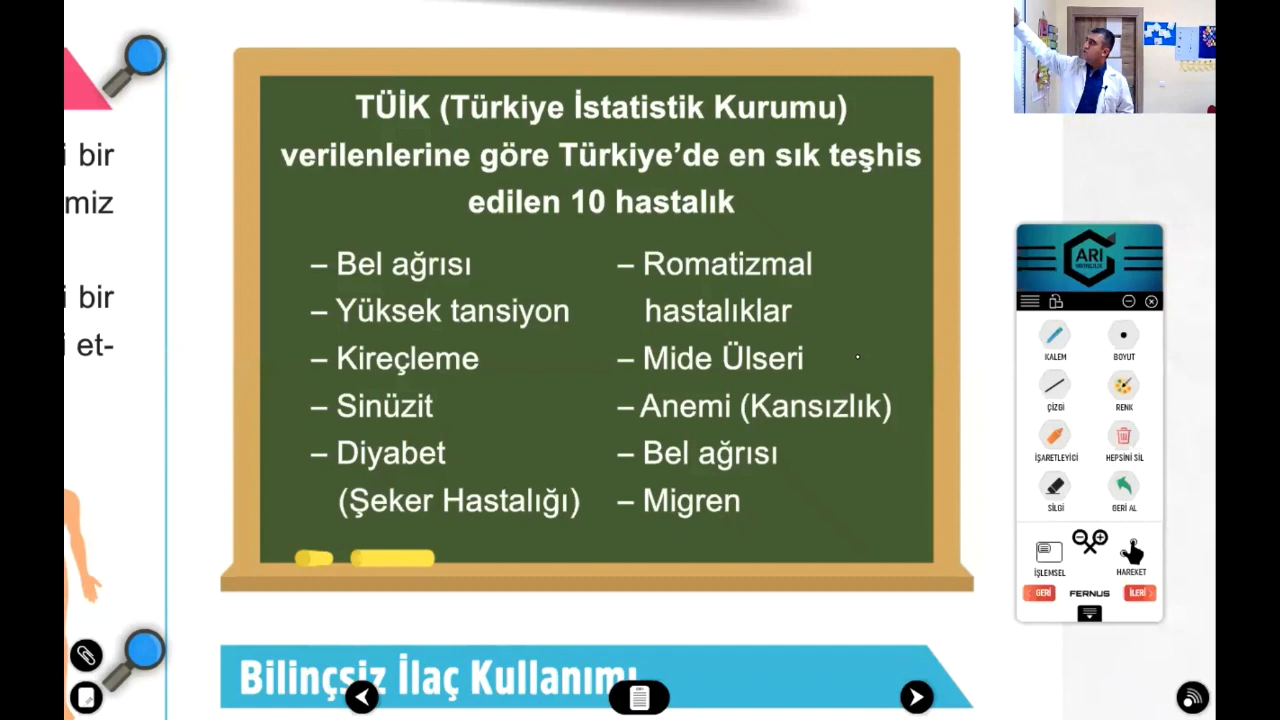 i bir
miz
i bir
i et-
TÜİK (Türkiye İstatistik Kurumu)
verilenlerine göre Türkiye’de en sık teşhis
edilen 10 hastalık
– Bel ağrısı
– Yüksek tansiyon
– Kireçleme
– Sinüzit
– Diyabet
(Şeker Hastalığı)
– Romatizmal
hastalıklar
– Mide Ülseri
– Anemi (Kansızlık)
– Bel ağrısı
– Migren
Bilinçsiz İlaç Kullanımı
ARI
KALEM
BOYUT
ÇİZGİ
RENK
İŞARETLEYİCİ
HEPSİNİ SİL
SİLGİ
GERİ AL
İŞLEMSEL
HAREKET
GERİ
FERNUS
İLERİ